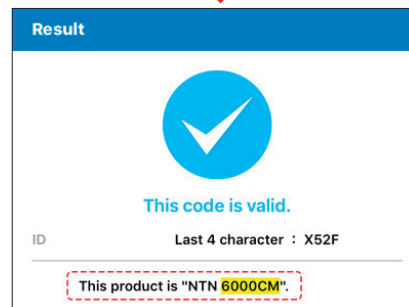 Result
This code is valid.
ID Last 4 character : X52F
This product is "NTN 6000CM".